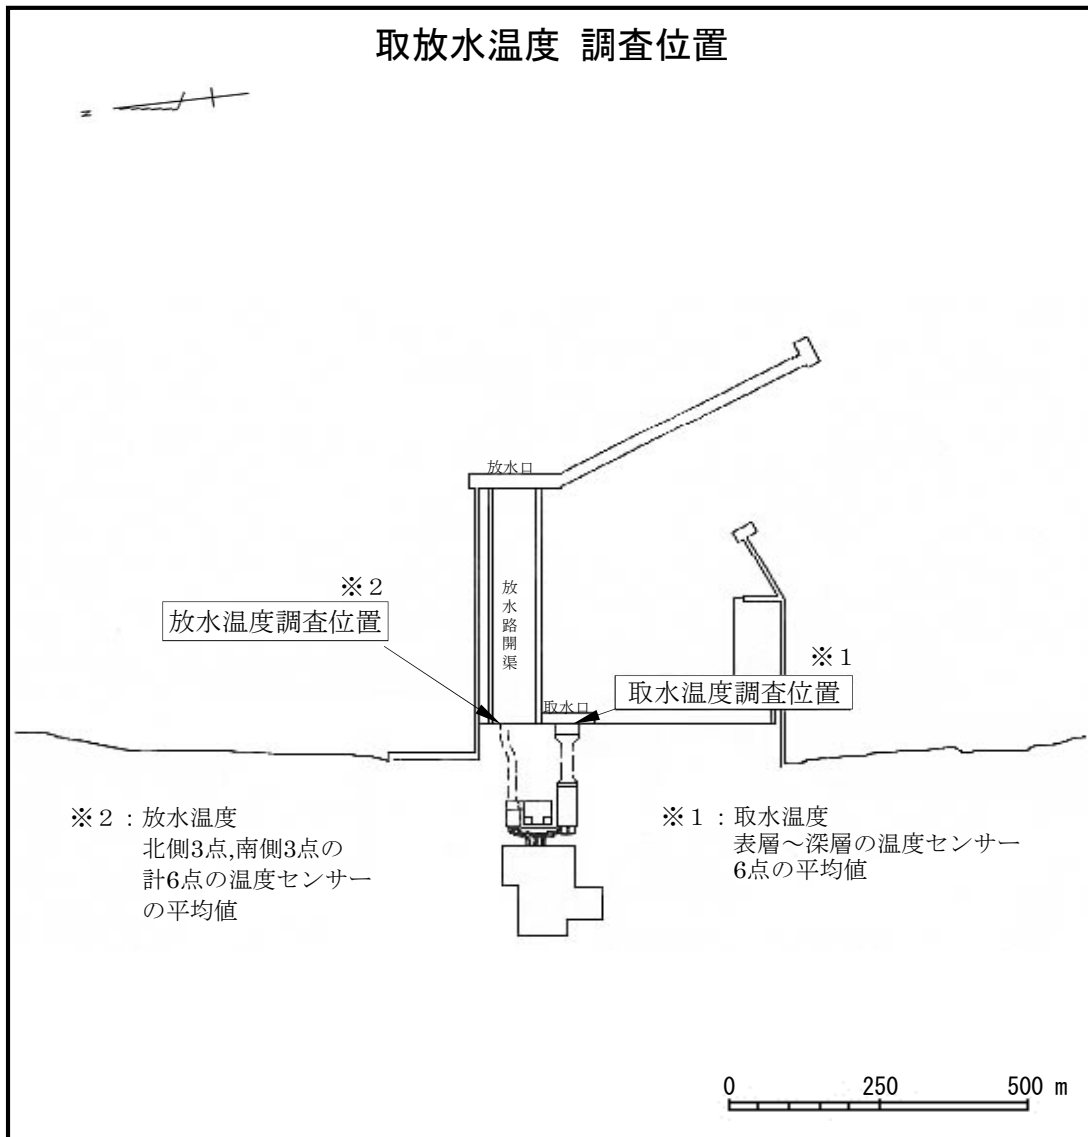 取放水温度 調査位置
N
放水口
※2
放水温度調査位置
放水路開渠
※1
取水温度調査位置
取水口
※2：放水温度
北側3点,南側3点の
計6点の温度センサー
の平均値
※1：取水温度
表層～深層の温度センサー
6点の平均値
0 250 500 m